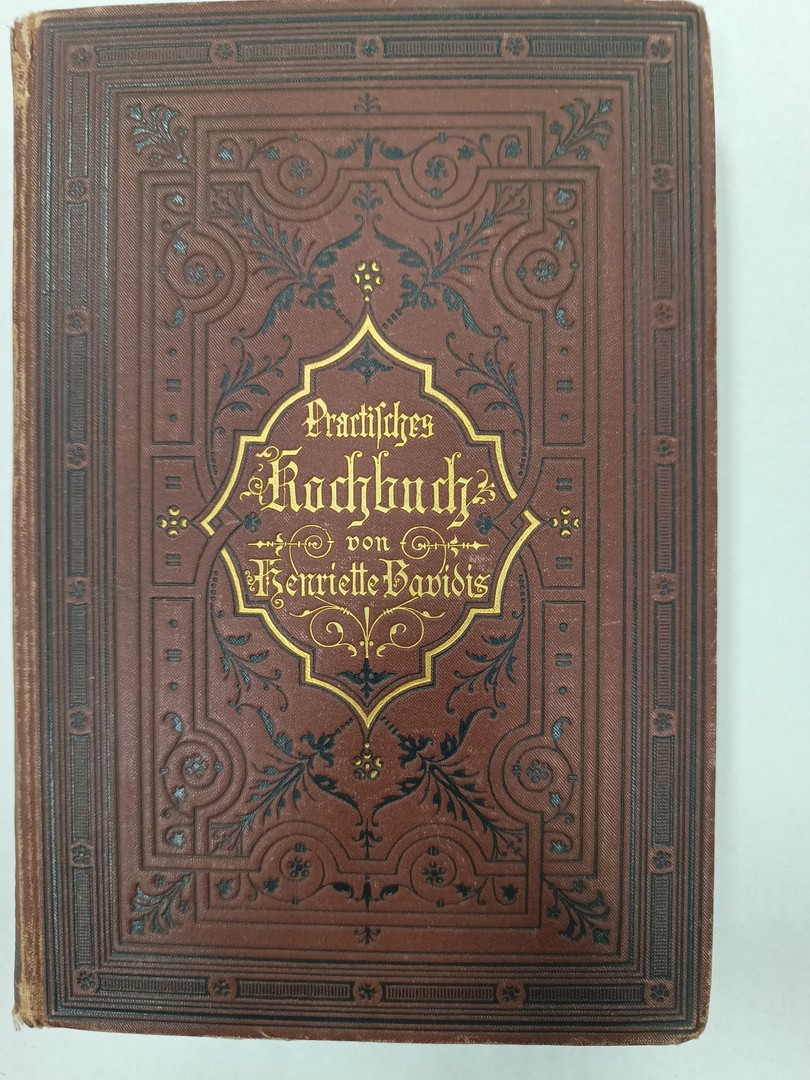 Practiſches
Kochbuch
von
Henriette Davidis